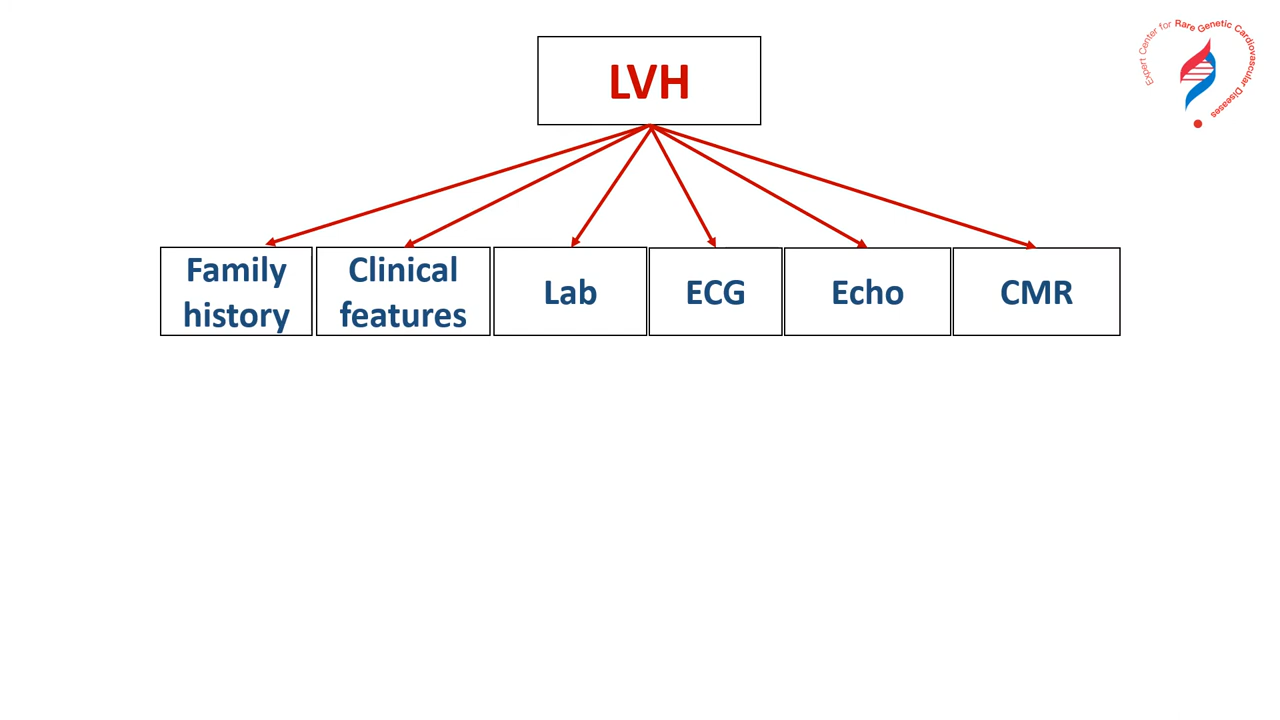 LVH
Expert Center for Rare Genetic Cardiovascular Diseases
Family
history
Clinical
features
Lab
ECG
Echo
CMR